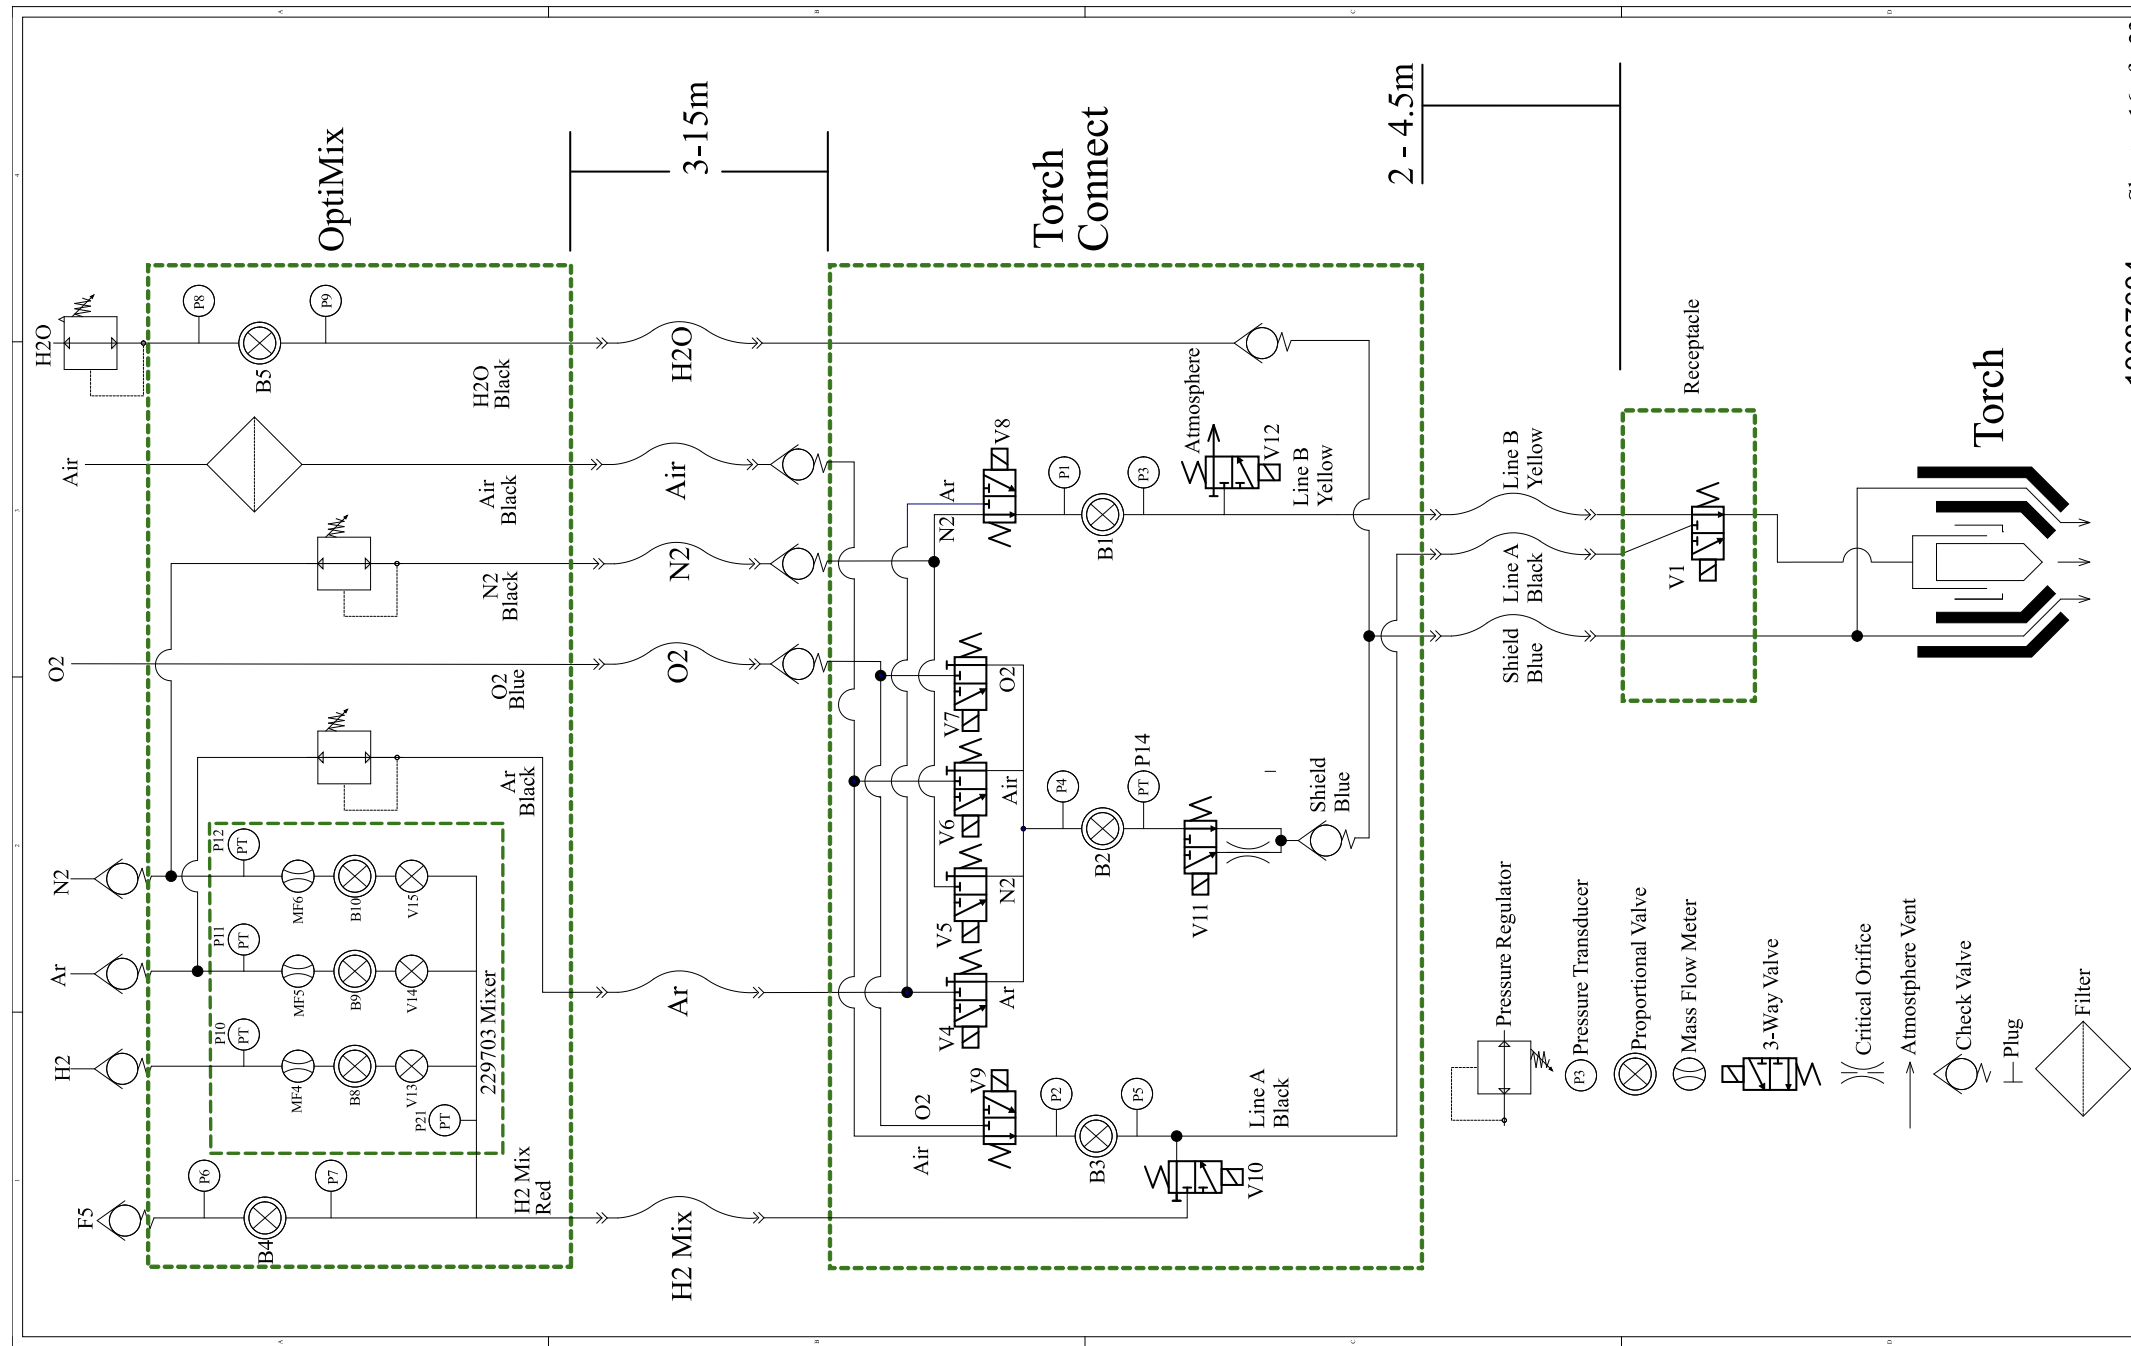 OptiMix
3-15m
Torch
Connect
2 - 4.5m
Receptacle
Torch
H2O
P8
B5
P9
H2O
Black
H2O
Air
Air
Black
Air
N2
Black
N2
O2
O2
Blue
O2
Ar
Black
Ar
N2
P12
PT
MF6
B10
V15
Ar
P11
PT
MF5
B9
V14
H2
P10
PT
MF4
B8
V13
P21
PT
229703 Mixer
F5
P6
B4
P7
H2 Mix
Red
H2 Mix
N2
Ar
V8
P1
B1
P3
Atmosphere
V12
Line B
Yellow
V7
O2
V6
Air
V5
N2
V4
Ar
P4
B2
PT
P14
V11
Shield
Blue
Air
O2
V9
P2
B3
P5
V10
Line A
Black
Line B
Yellow
Line A
Black
Shield
Blue
V1
Pressure Regulator
P3
Pressure Transducer
Proportional Valve
Mass Flow Meter
3-Way Valve
Critical Orifice
Atmostphere Vent
Check Valve
Plug
Filter
A
B
C
D
A
B
C
D
4
3
2
1